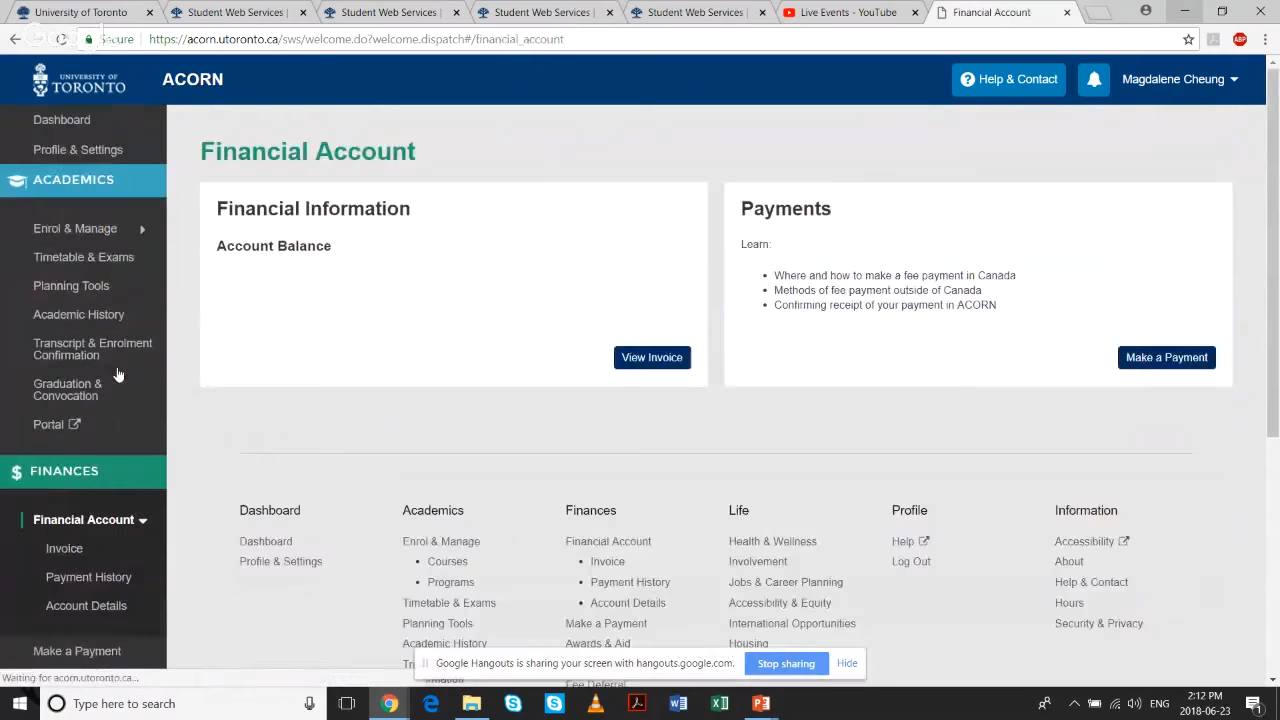 University of Toronto
Student Web Services |
Student Web Services |
Student Web Services |
Student Web Services |
Live Events - YouTube
Financial Account
Secure
https://acorn.utoronto.ca/sws/welcome.do?welcome.dispatch#/financial_account
ABP
UNIVERSITY OF
TORONTO
ACORN
Help & Contact
Magdalene Cheung
Dashboard
Profile & Settings
ACADEMICS
Enrol & Manage
Timetable & Exams
Planning Tools
Academic History
Transcript & Enrolment
Confirmation
Graduation &
Convocation
Portal
$ FINANCES
Financial Account
Invoice
Payment History
Account Details
Make a Payment
Financial Account
Financial Information
Account Balance
View Invoice
Payments
Learn:
• Where and how to make a fee payment in Canada
• Methods of fee payment outside of Canada
• Confirming receipt of your payment in ACORN
Make a Payment
Dashboard
Dashboard
Profile & Settings
Academics
Enrol & Manage
• Courses
• Programs
Timetable & Exams
Planning Tools
Academic History
Finances
Financial Account
• Invoice
• Payment History
• Account Details
Make a Payment
Awards & Aid
Fee Deferral
Life
Health & Wellness
Involvement
Jobs & Career Planning
Accessibility & Equity
International Opportunities
Housing
Profile
Help
Log Out
Information
Accessibility
About
Help & Contact
Hours
Security & Privacy
Google Hangouts is sharing your screen with hangouts.google.com.
Stop sharing
Hide
Waiting for acorn.utoronto.ca...
Type here to search
ENG
2:12 PM
2018-06-23